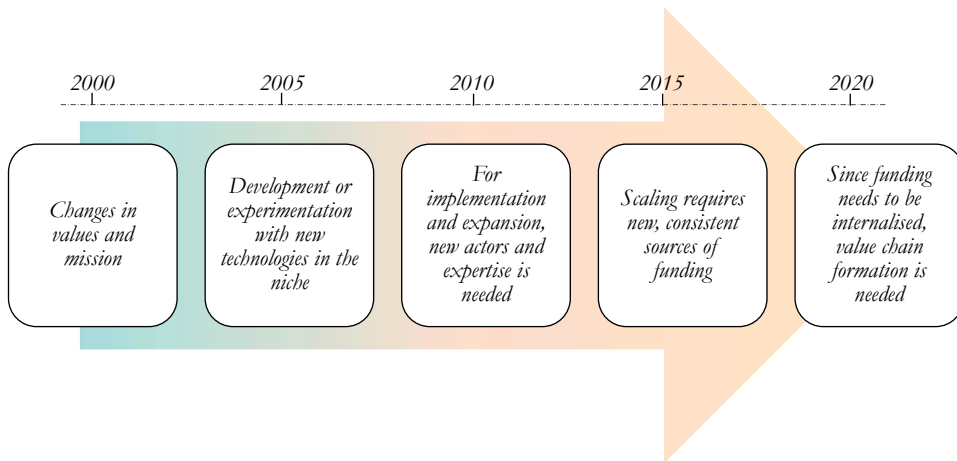 2000 2005 2010 2015 2020
Changes in
values and
mission
Development or
experimentation
with new
technologies in the
niche
For
implementation
and expansion,
new actors and
expertise is
needed
Scaling requires
new, consistent
sources of
funding
Since funding
needs to be
internalised,
value chain
formation is
needed